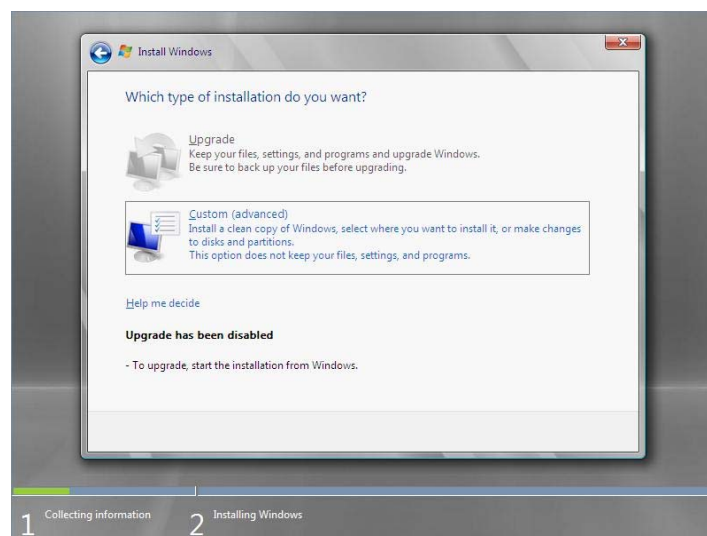 Install Windows
Which type of installation do you want?
Upgrade
Keep your files, settings, and programs and upgrade Windows.
Be sure to back up your files before upgrading.
Custom (advanced)
Install a clean copy of Windows, select where you want to install it, or make changes
to disks and partitions.
This option does not keep your files, settings, and programs.
Help me decide
Upgrade has been disabled
- To upgrade, start the installation from Windows.
1 Collecting information
2 Installing Windows